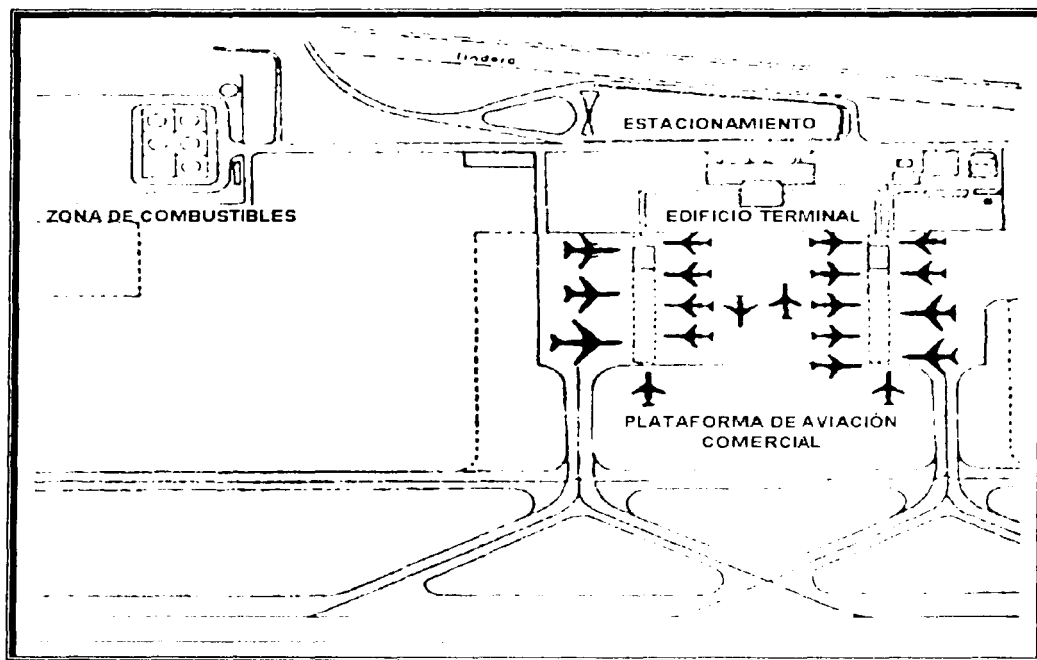 lindero
ESTACIONAMIENTO
ZONA DE COMBUSTIBLES
EDIFICIO TERMINAL
PLATAFORMA DE AVIACIÓN
COMERCIAL